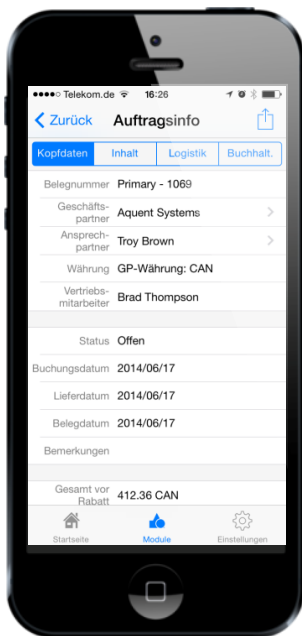 Telekom.de 16:26
Zurück Auftragsinfo
Kopfdaten Inhalt Logistik Buchhalt.
Belegnummer Primary - 1069
Geschäfts-
partner Aquent Systems
Ansprech-
partner Troy Brown
Währung GP-Währung: CAN
Vertriebs-
mitarbeiter Brad Thompson
Status Offen
Buchungsdatum 2014/06/17
Lieferdatum 2014/06/17
Belegdatum 2014/06/17
Bemerkungen
Gesamt vor
Rabatt 412.36 CAN
Startseite Module Einstellungen